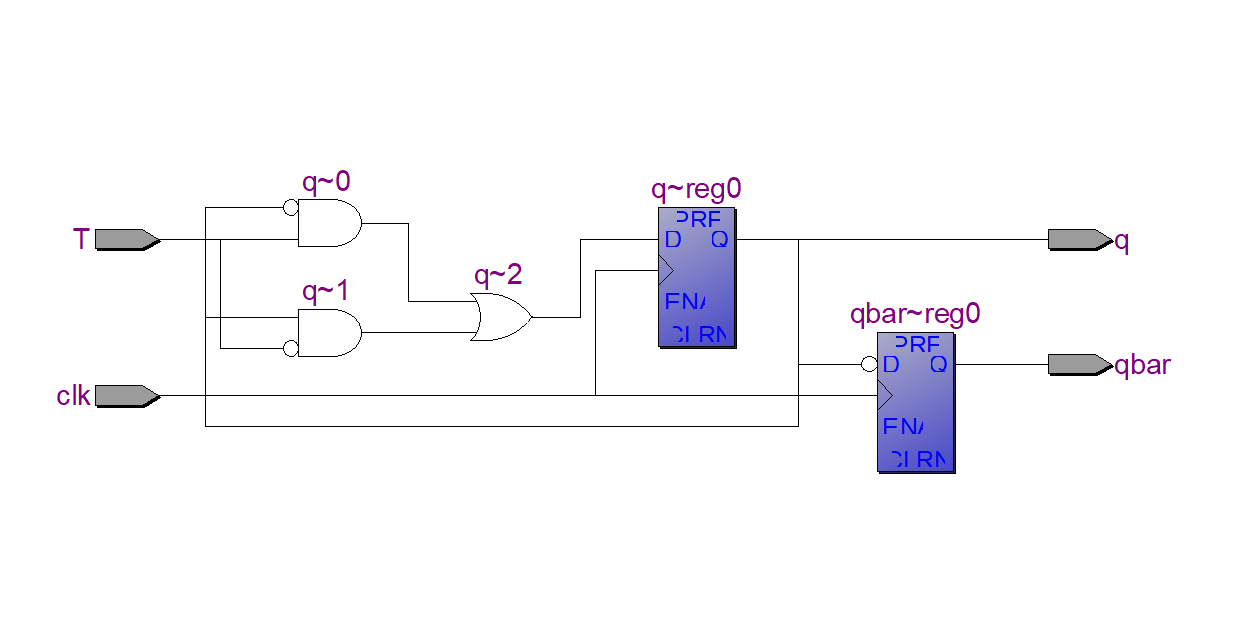 q~0
q~reg0
PRE
T
D
Q
q
q~2
q~1
ENA
qbar~reg0
CLRN
PRE
D
Q
qbar
clk
ENA
CLRN